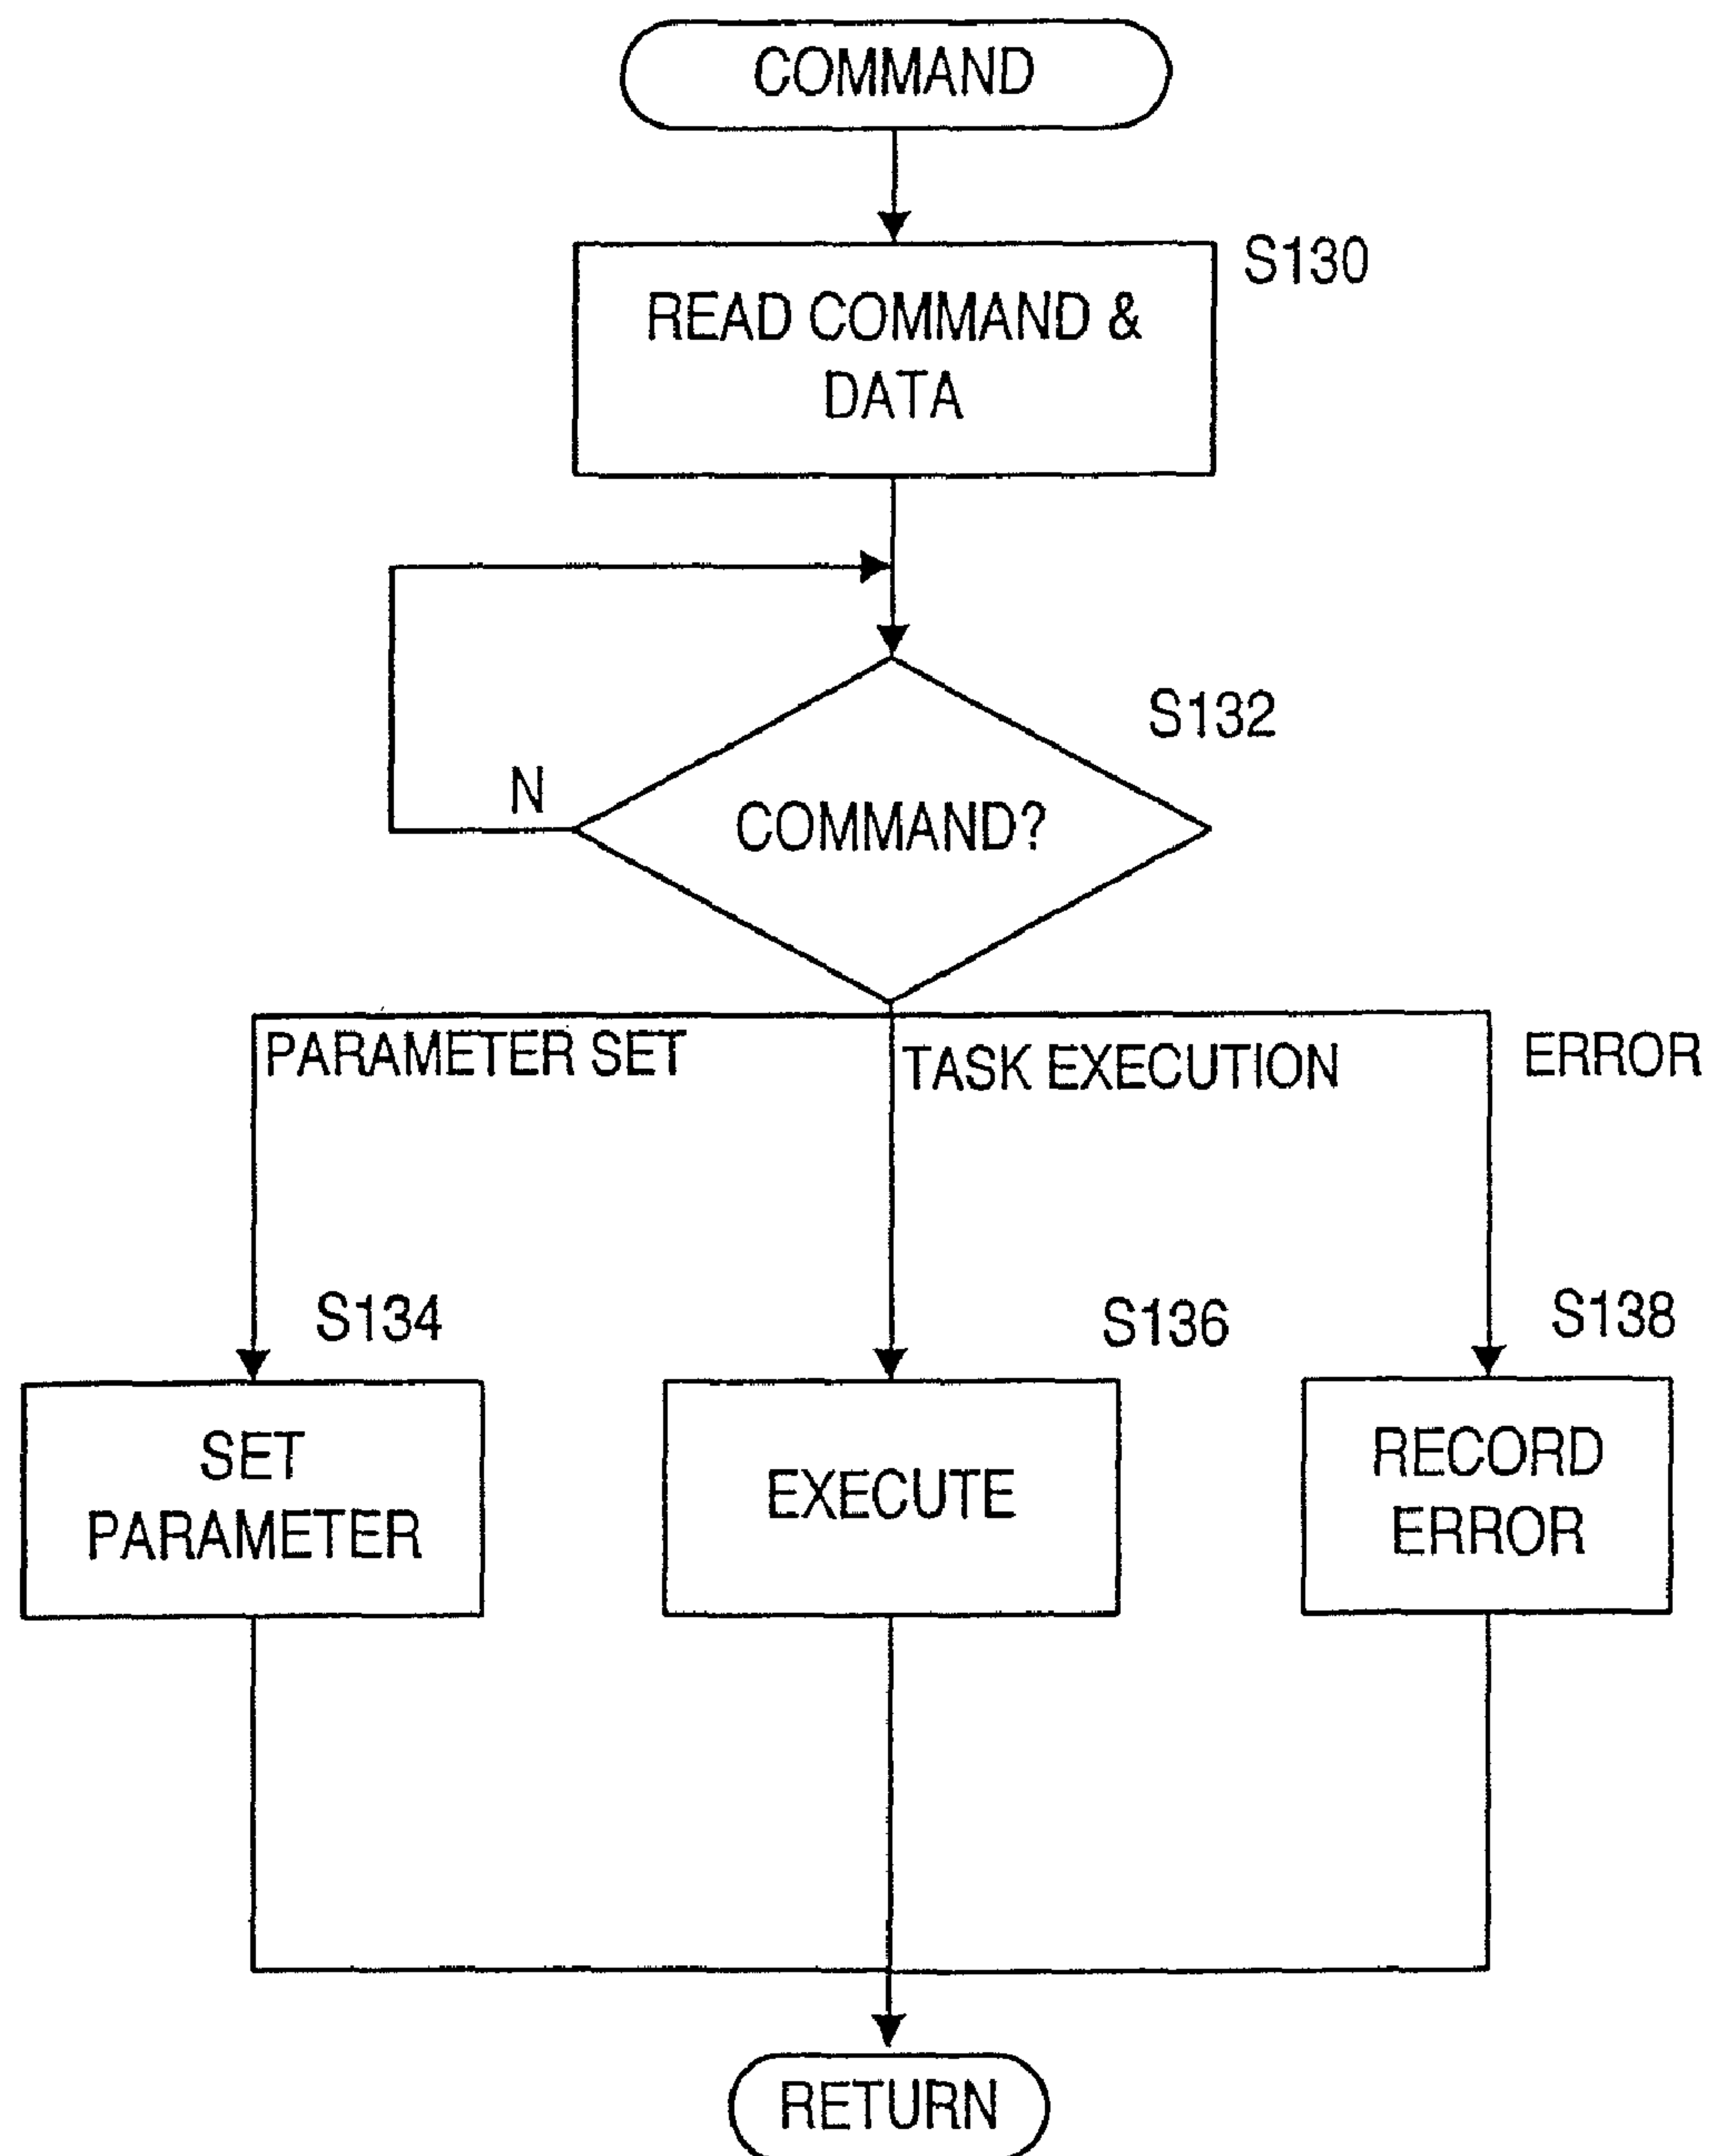 COMMAND
S130
READ COMMAND &
DATA
S132
N
COMMAND?
PARAMETER SET
TASK EXECUTION
ERROR
S134
S136
S138
SET
PARAMETER
EXECUTE
RECORD
ERROR
RETURN